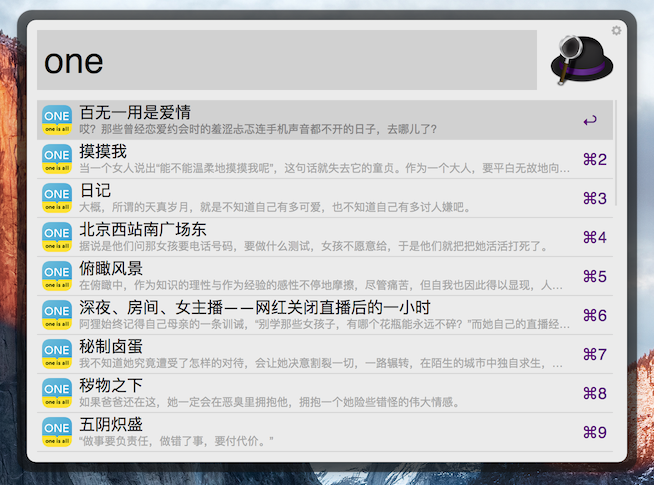 one
ONE
one is all
百无一用是爱情
哎？那些曾经恋爱约会时的羞涩忐忑连手机声音都不开的日子，去哪儿了？
↩
ONE
one is all
摸摸我
当一个女人说出“能不能温柔地摸摸我呢”，这句话就失去它的童贞。作为一个大人，要平白无故地向…
⌘2
ONE
one is all
日记
大概，所谓的天真岁月，就是不知道自己有多可爱，也不知道自己有多讨人嫌吧。
⌘3
ONE
one is all
北京西站南广场东
据说是他们问那女孩要电话号码，要做什么测试，女孩不愿意给，于是他们就把把她活活打死了。
⌘4
ONE
one is all
俯瞰风景
在俯瞰中，作为知识的理性与作为经验的感性不停地摩擦，尽管痛苦，但自我也因此得以显现，人…
⌘5
ONE
one is all
深夜、房间、女主播——网红关闭直播后的一小时
阿狸始终记得自己母亲的一条训诫，“别学那些女孩子，有哪个花瓶能永远不碎？”而她自己的直播经…
⌘6
ONE
one is all
秘制卤蛋
我不知道她究竟遭受了怎样的对待，会让她决意割裂一切，一路辗转，在陌生的城市中独自求生，…
⌘7
ONE
one is all
秽物之下
如果爸爸还在这，她一定会在恶臭里拥抱他，拥抱一个她险些错怪的伟大情感。
⌘8
ONE
one is all
五阴炽盛
“做事要负责任，做错了事，要付代价。”
⌘9